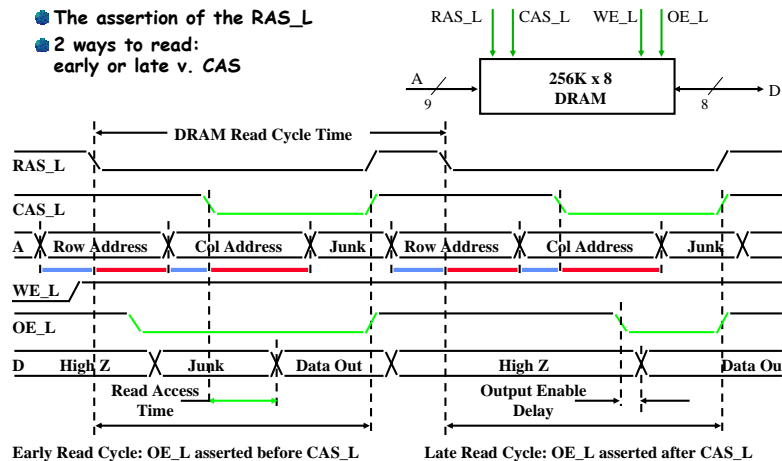 The assertion of the RAS_L
2 ways to read:
early or late v. CAS
RAS_L CAS_L WE_L OE_L
A 9 256K x 8 8 D
DRAM
DRAM Read Cycle Time
RAS_L
CAS_L
A Row Address Col Address Junk Row Address Col Address Junk
WE_L
OE_L
D High Z Junk Data Out High Z Data Ou
Read Access Output Enable
Time Delay
Early Read Cycle: OE_L asserted before CAS_L Late Read Cycle: OE_L asserted after CAS_L